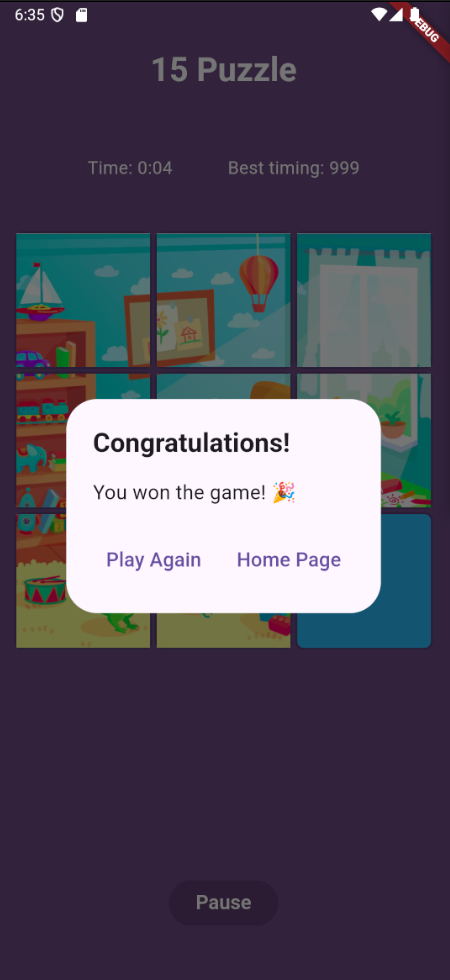 6:35
DEBUG
15 Puzzle
Time: 0:04 Best timing: 999
Congratulations!
You won the game! 🎉
Play Again Home Page
Pause